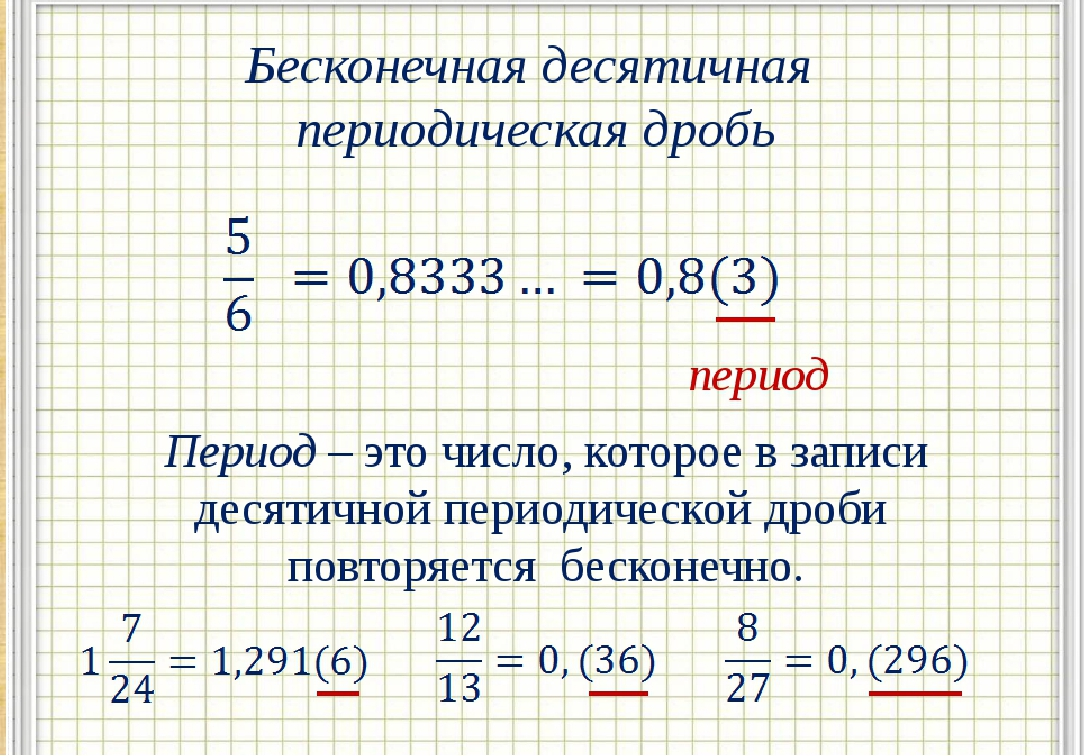 Бесконечная десятичная
периодическая дробь
5/6 = 0,8333 ... = 0,8(3)
период
Период – это число, которое в записи
десятичной периодической дроби
повторяется бесконечно.
1 7/24 = 1,291(6) 12/13 = 0, (36) 8/27 = 0, (296)